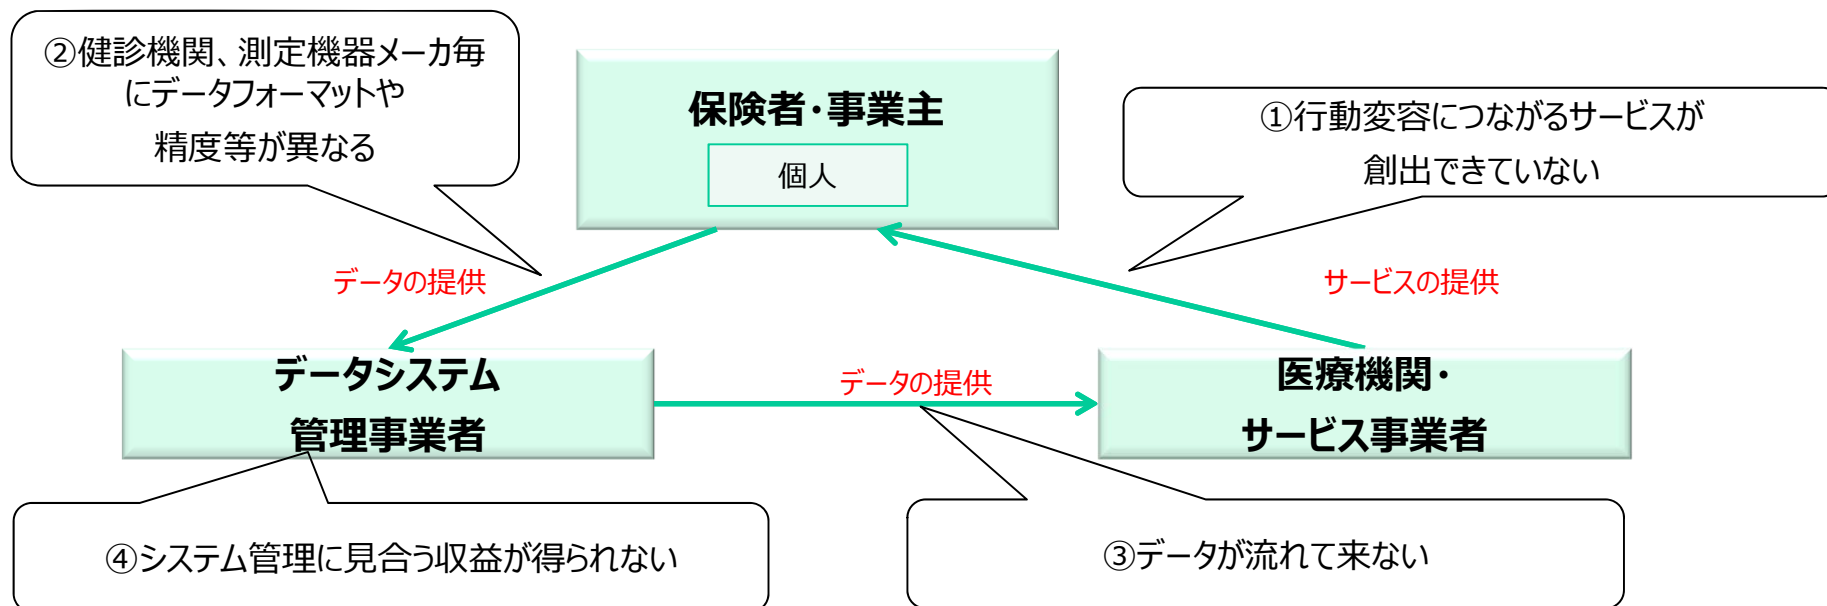 ②健診機関、測定機器メーカ毎
にデータフォーマットや
精度等が異なる
保険者・事業主
個人
①行動変容につながるサービスが
創出できていない
データの提供
サービスの提供
データシステム
管理事業者
データの提供
医療機関・
サービス事業者
④システム管理に見合う収益が得られない
③データが流れて来ない